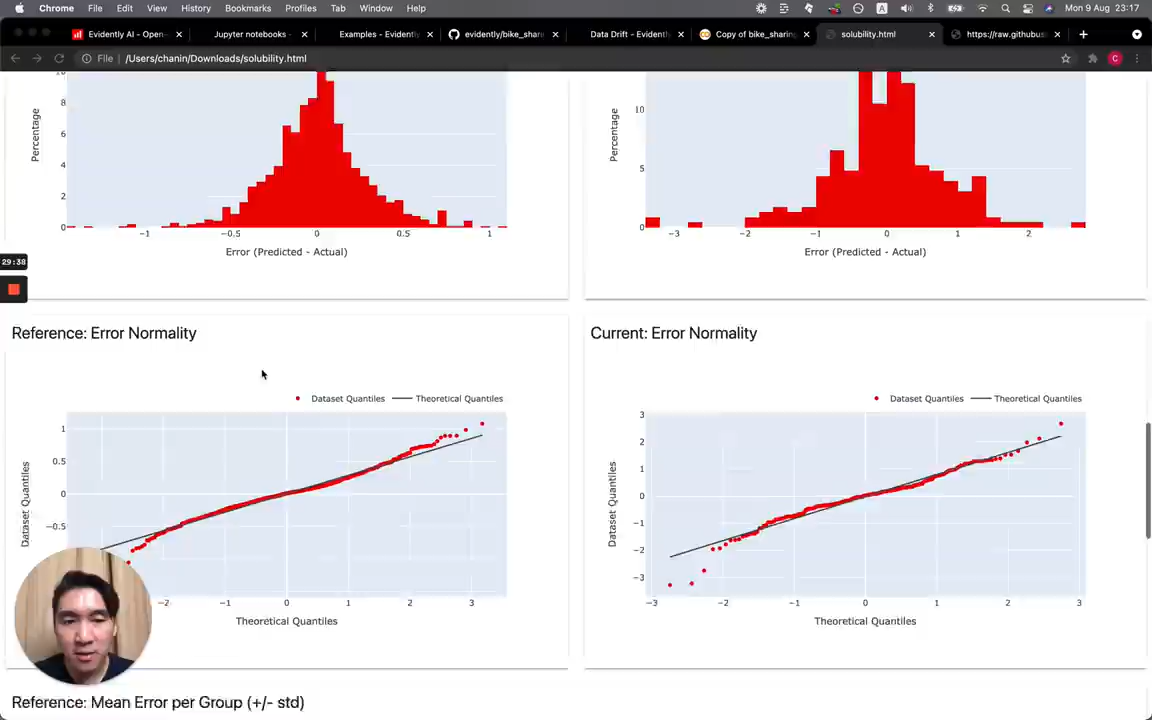 Chrome File Edit View History Bookmarks Profiles Tab Window Help A Mon 9 Aug 23:17
Evidently AI - Open- Jupyter notebooks - Examples - Evidently evidently/bike_shar Data Drift - Evidently Copy of bike_sharing solubility.html https://raw.githubus
File /Users/chanin/Downloads/solubility.html C
10
8
6
4
2
0
Percentage
−1 −0.5 0 0.5 1
Error (Predicted - Actual)
10
5
0
Percentage
−3 −2 −1 0 1 2
Error (Predicted - Actual)
29:38
Reference: Error Normality
Dataset Quantiles Theoretical Quantiles
1
0.5
0
−0.5
Dataset Quantiles
−2 −1 0 1 2 3
Theoretical Quantiles
Current: Error Normality
Dataset Quantiles Theoretical Quantiles
3
2
1
0
−1
−2
−3
Dataset Quantiles
−3 −2 −1 0 1 2 3
Theoretical Quantiles
Reference: Mean Error per Group (+/- std)